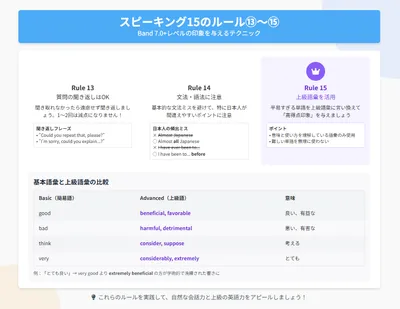 スピーキング15のルール⑬〜⑮
Band 7.0+レベルの印象を与えるテクニック
Rule 13
質問の聞き返しはOK
聞き取れなかったら遠慮せず聞き返しましょう。1〜2回は減点になりません！
聞き返しフレーズ
• "Could you repeat that, please?"
• "I'm sorry, could you explain ...?"
Rule 14
文法・語法に注意
基本的な文法ミスを避けて、特に日本人が間違えやすいポイントに注意
日本人の頻出ミス
Almost Japanese
Almost all Japanese
I have ever been to...
I have been to... before
Rule 15
上級語彙を活用
平易すぎる単語を上級語彙に言い換えて「高得点印象」を与えましょう
ポイント
• 意味と使い方を理解している語彙のみ使用
• 難しい単語を無理に使わない
基本語彙と上級語彙の比較
Basic（簡易語） Advanced（上級語） 意味
good beneficial, favorable 良い、有益な
bad harmful, detrimental 悪い、有害な
think consider, suppose 考える
very considerably, extremely とても
例：「とても良い」→ very good より extremely beneficial の方が学術的で洗練された響きに
これらのルールを実践して、自然な会話力と上級の英語力をアピールしましょう！